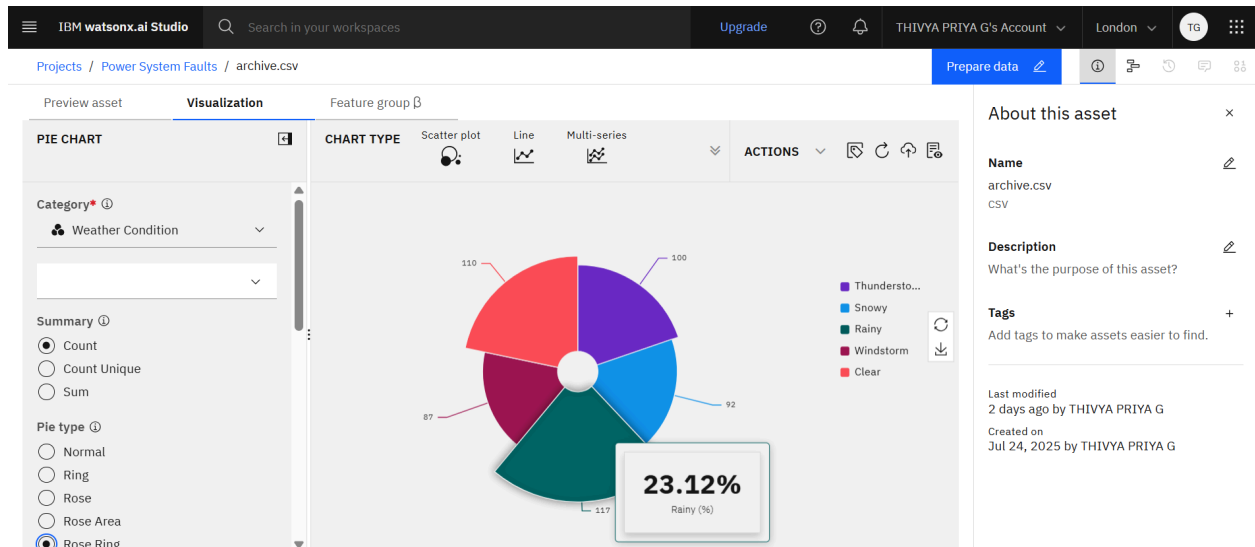 IBM watsonx.ai Studio
Search in your workspaces
Upgrade
THIVYA PRIYA G's Account
London
TG
Projects / Power System Faults / archive.csv
Prepare data
Preview asset
Visualization
Feature group β
PIE CHART
CHART TYPE
Scatter plot
Line
Multi-series
ACTIONS
Category*
Weather Condition
Summary
Count
Count Unique
Sum
Pie type
Normal
Ring
Rose
Rose Area
Rose Ring
110
100
92
87
117
23.12%
Rainy (%)
Thundersto...
Snowy
Rainy
Windstorm
Clear
About this asset
Name
archive.csv
CSV
Description
What's the purpose of this asset?
Tags
Add tags to make assets easier to find.
Last modified
2 days ago by THIVYA PRIYA G
Created on
Jul 24, 2025 by THIVYA PRIYA G